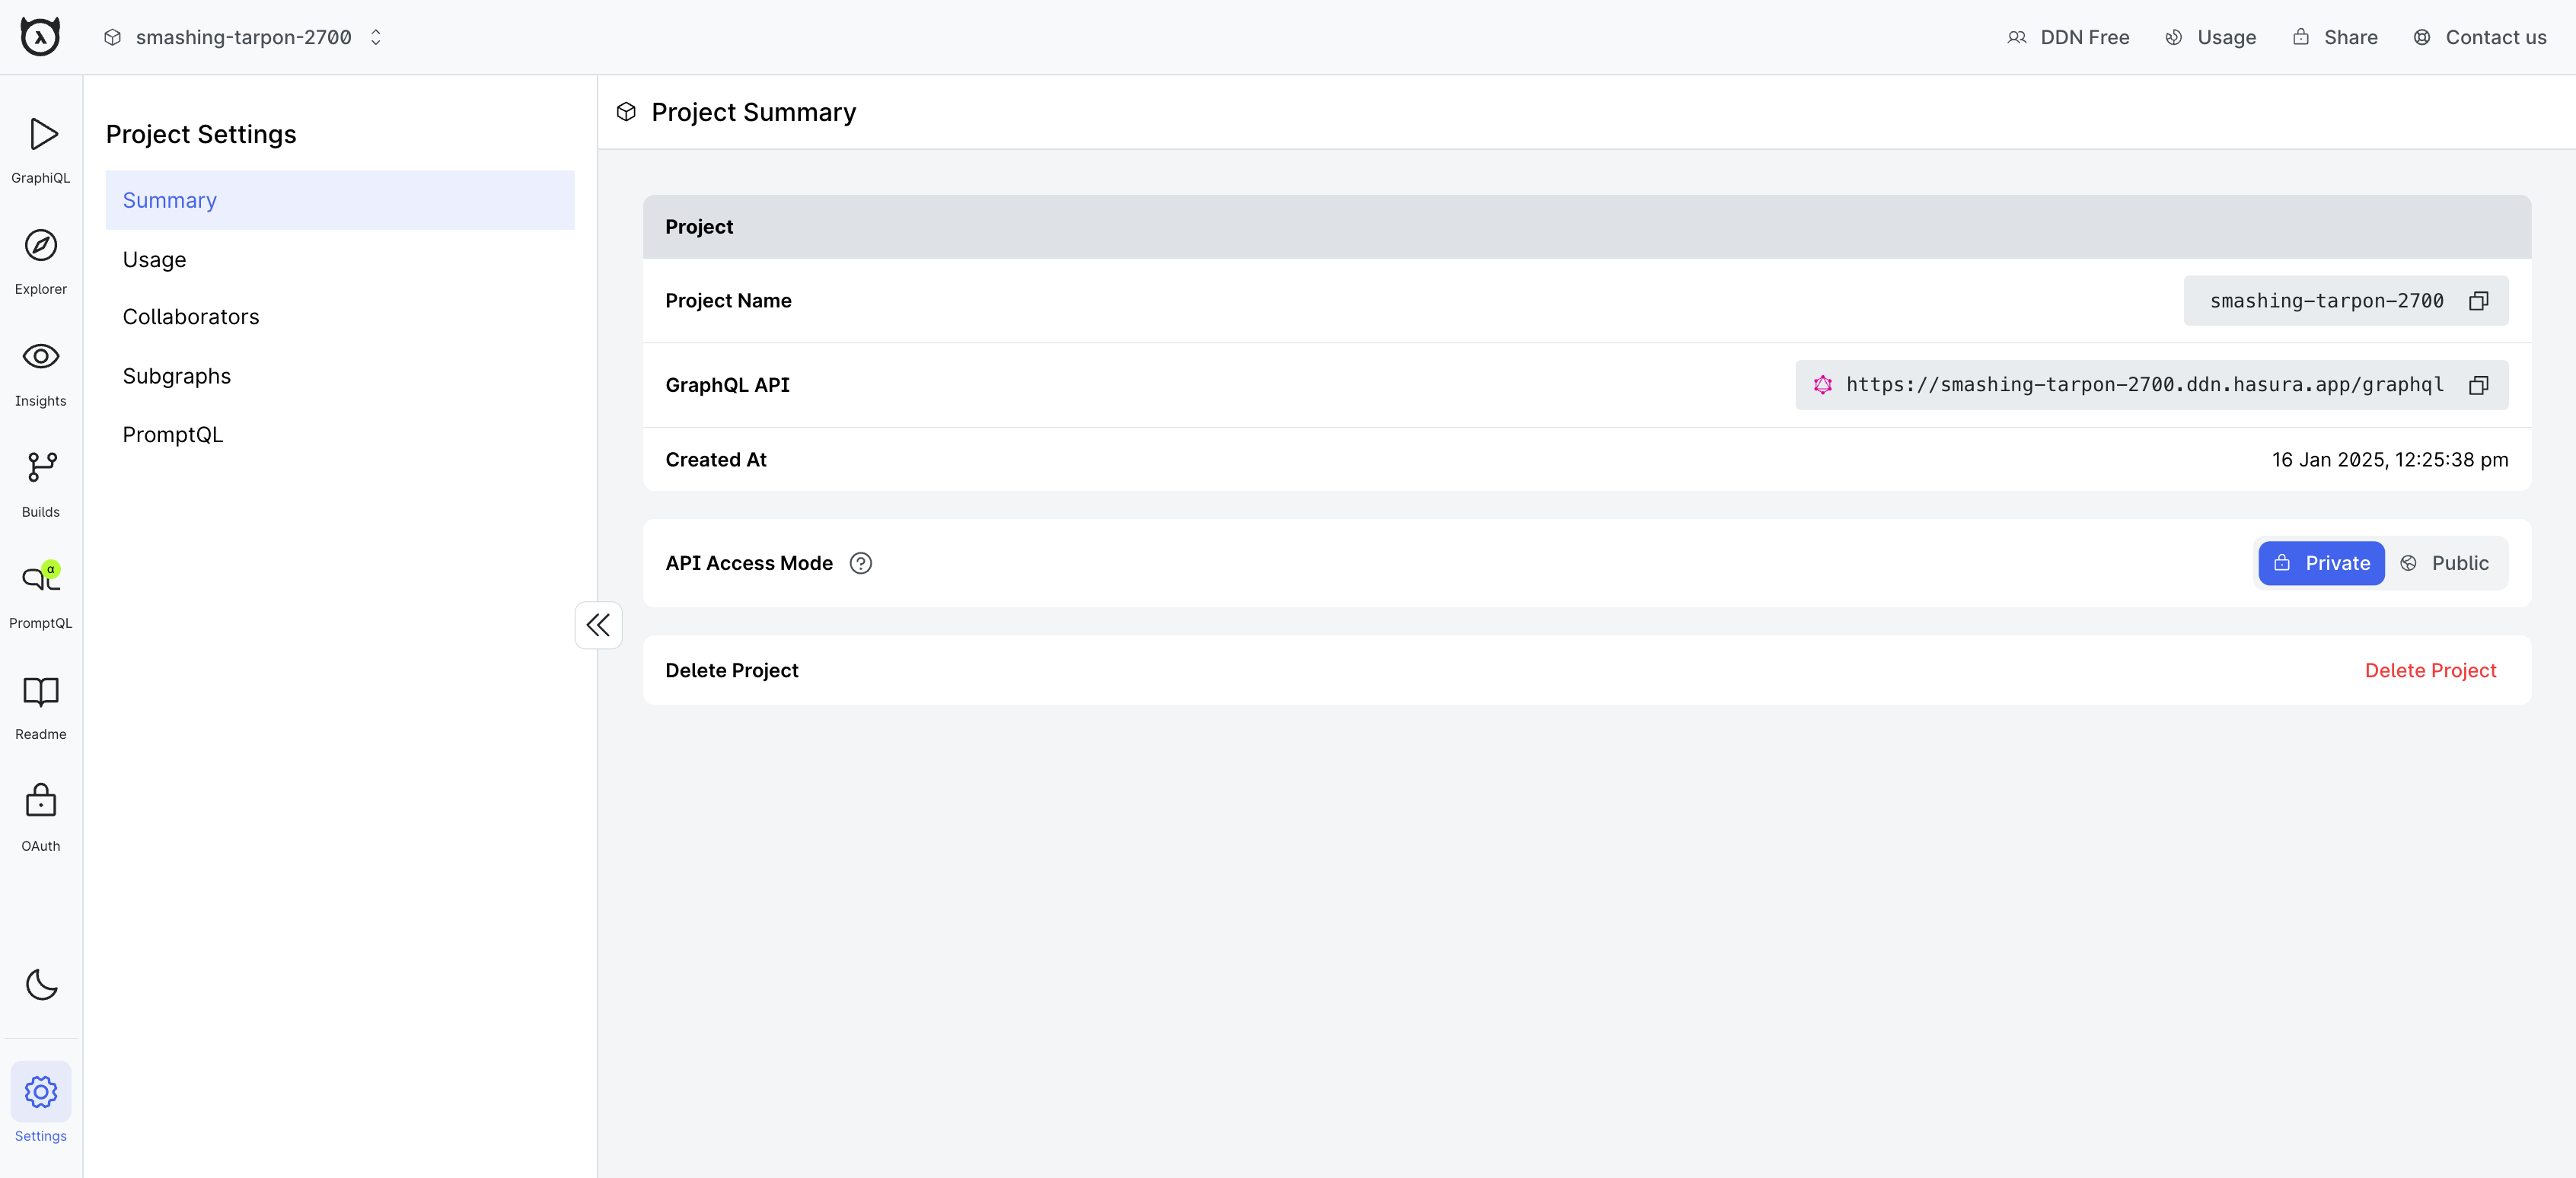 smashing-tarpon-2700
DDN Free
Usage
Share
Contact us
GraphiQL
Explorer
Insights
Builds
α
PromptQL
Readme
OAuth
Settings
Project Settings
Summary
Usage
Collaborators
Subgraphs
PromptQL
Project Summary
Project
Project Name
smashing-tarpon-2700
GraphQL API
https://smashing-tarpon-2700.ddn.hasura.app/graphql
Created At
16 Jan 2025, 12:25:38 pm
API Access Mode
Private
Public
Delete Project
Delete Project